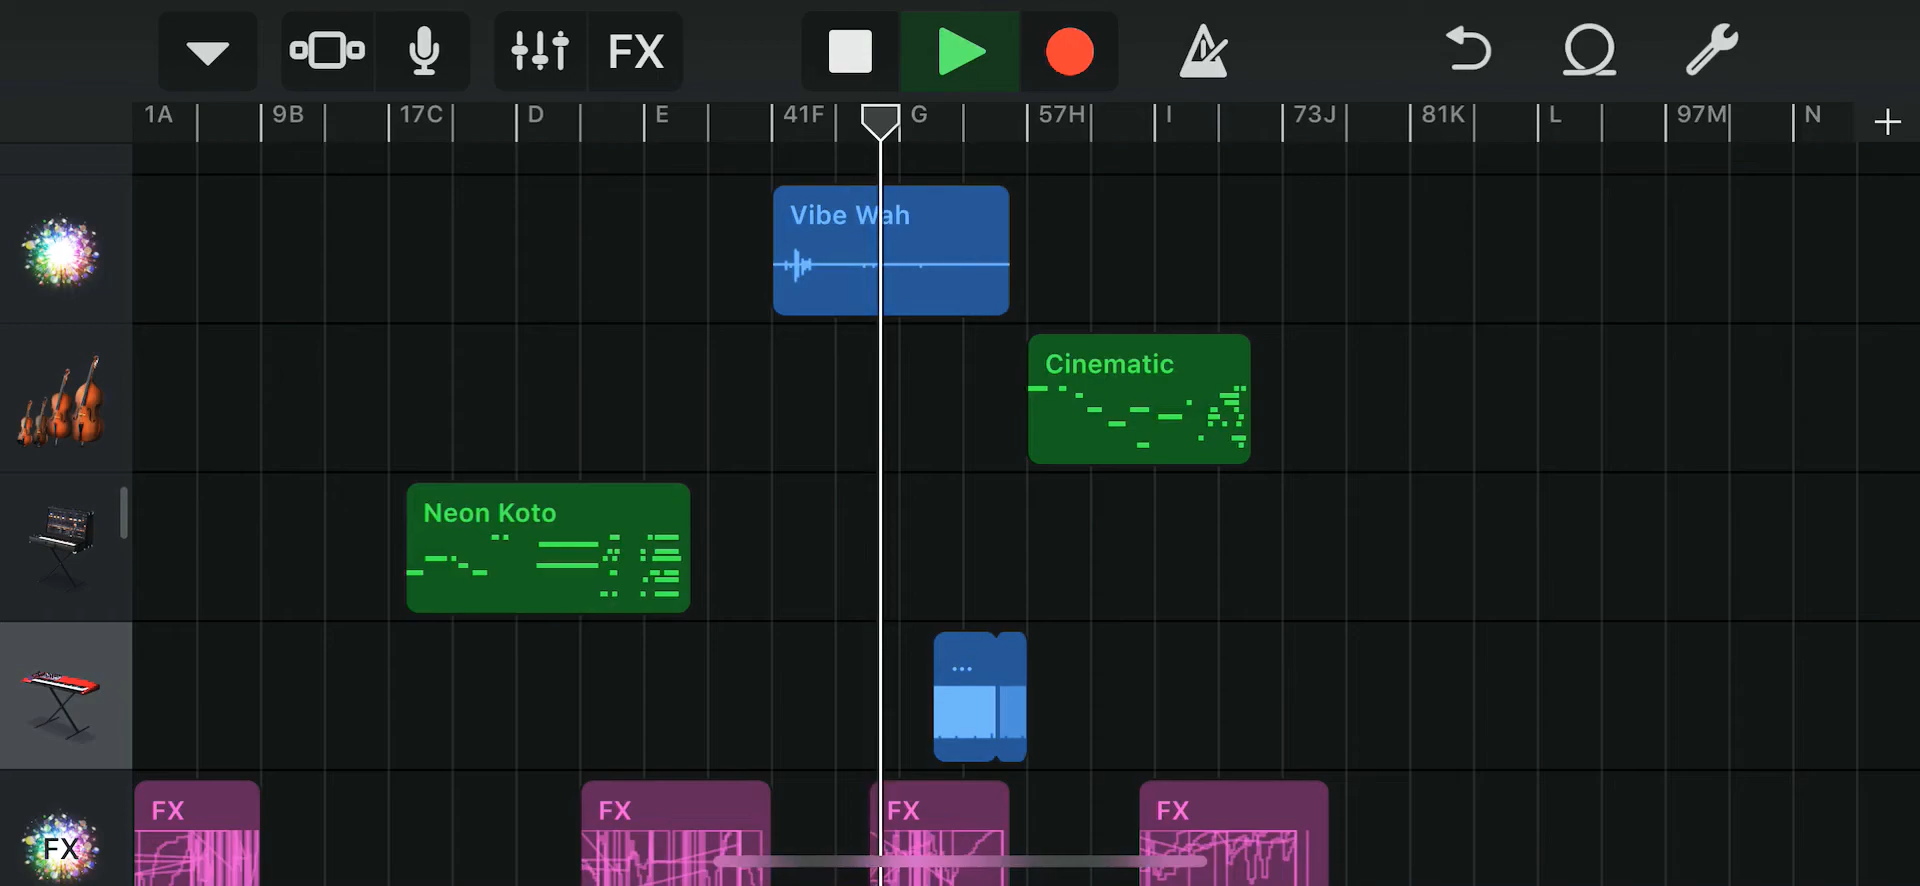 FX
1A 9B 17C D E 41F G 57H I 73J 81K L 97M N
Vibe Wah
Cinematic
Neon Koto
...
FX FX FX FX
FX